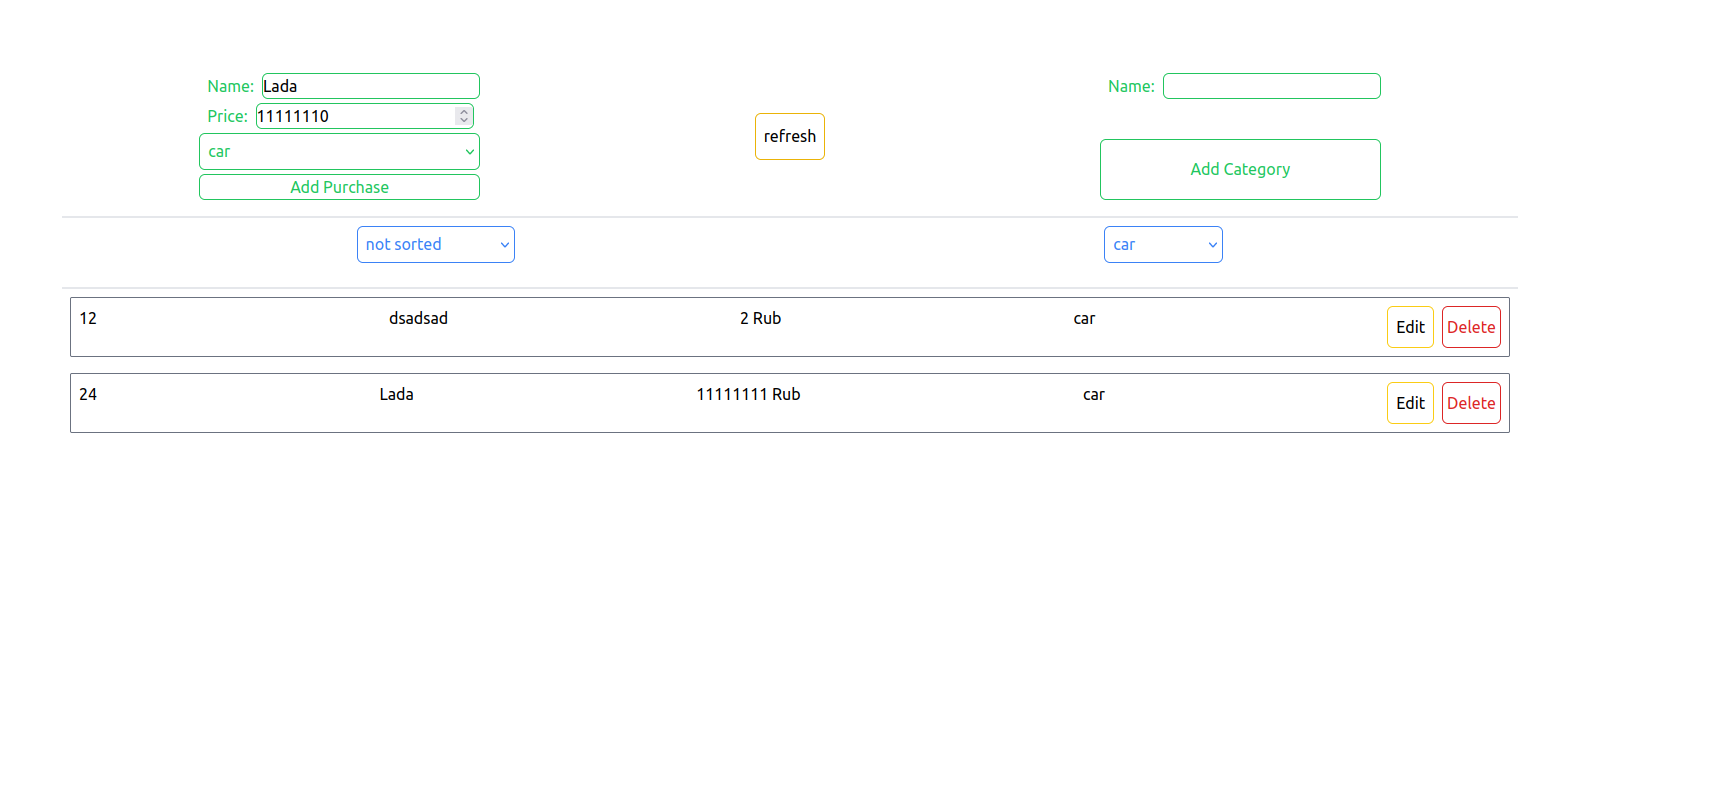 Name: Lada
Price: 11111110
car
Add Purchase
refresh
Name:
Add Category
not sorted
car
12 dsadsad 2 Rub car Edit Delete
24 Lada 11111111 Rub car Edit Delete